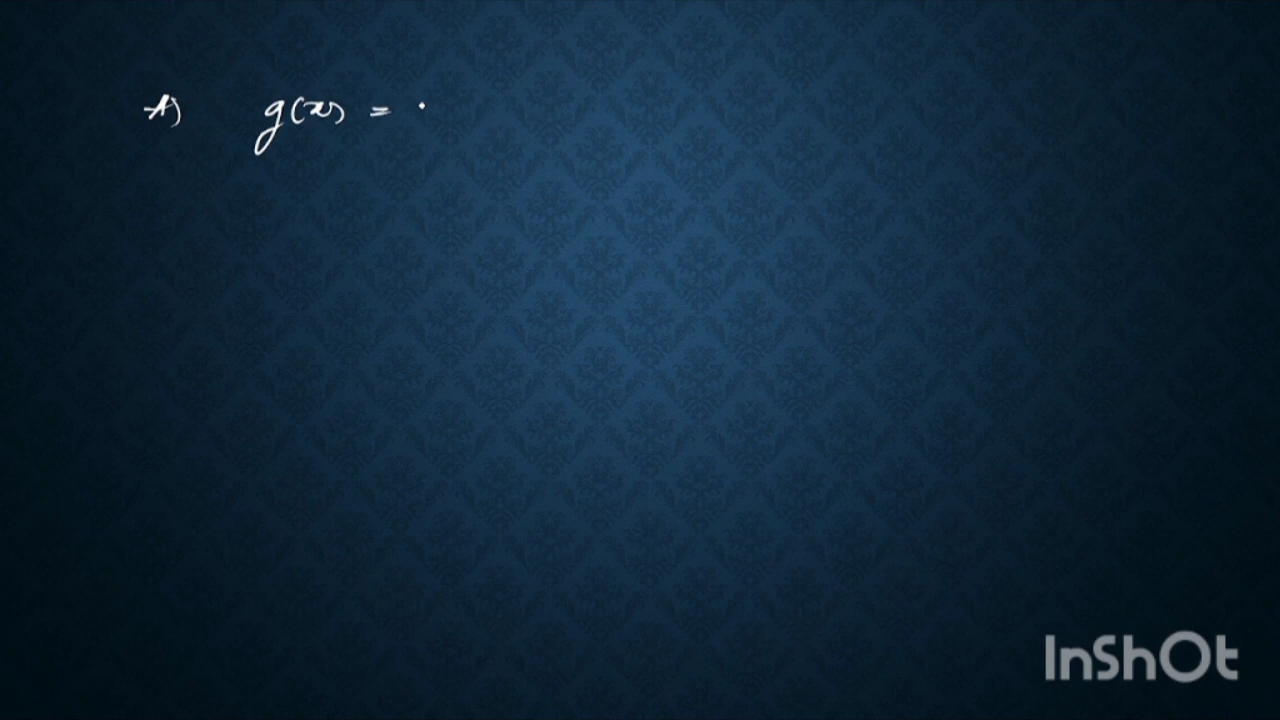 A) g(x) = .
InShOt